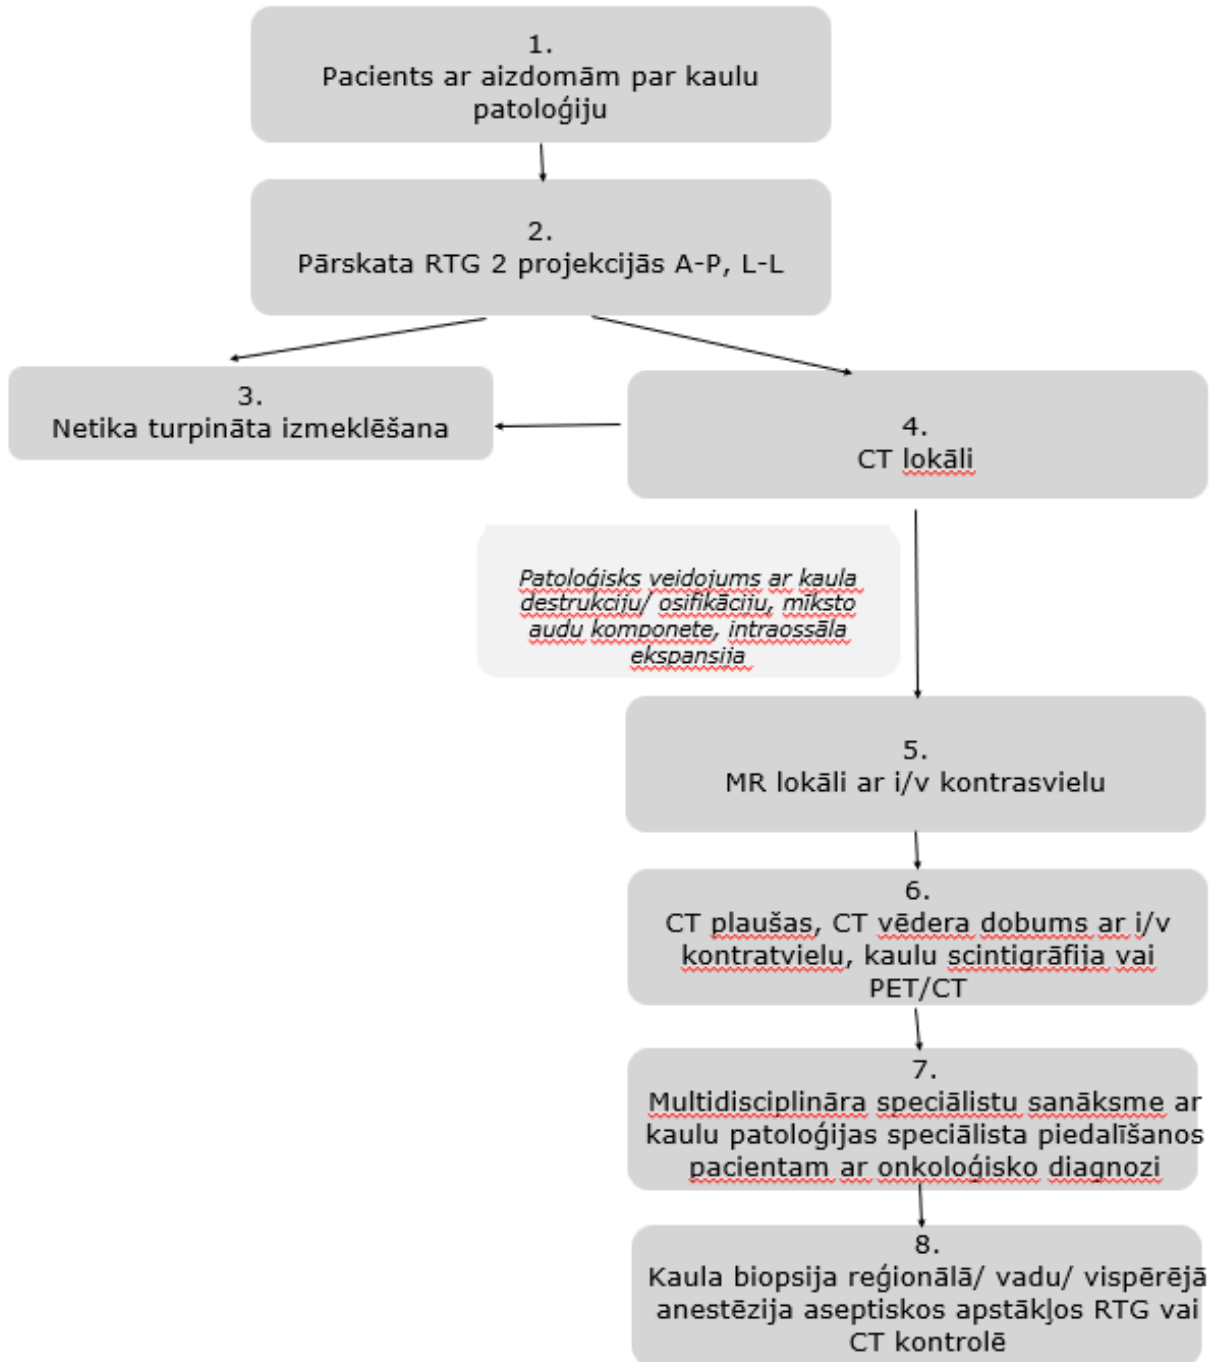 1.
Pacients ar aizdomām par kaulu
patoloģiju
2.
Pārskata RTG 2 projekcijās A-P, L-L
3.
Netika turpināta izmeklēšana
4.
CT lokāli
Patoloģisks veidojums ar kaula
destrukciju/ osifikāciju, mīksto
audu komponete, intraossāla
ekspansija
5.
MR lokāli ar i/v kontrasvielu
6.
CT plaušas, CT vēdera dobums ar i/v
kontratvielu, kaulu scintigrāfija vai
PET/CT
7.
Multidisciplināra speciālistu sanāksme ar
kaulu patoloģijas speciālista piedalīšanos
pacientam ar onkoloģisko diagnozi
8.
Kaula biopsija reģionālā/ vadu/ vispērējā
anestēzija aseptiskos apstākļos RTG vai
CT kontrolē